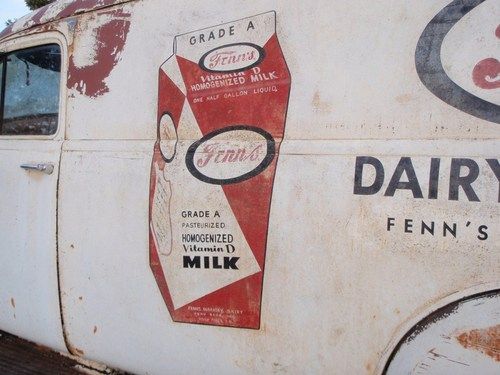 GRADE A
Fenn's
Vitamin D
HOMOGENIZED MILK
ONE HALF GALLON LIQUID
Fenn's
GRADE A
PASTEURIZED
HOMOGENIZED
Vitamin D
MILK
DAIRY
FENN'S